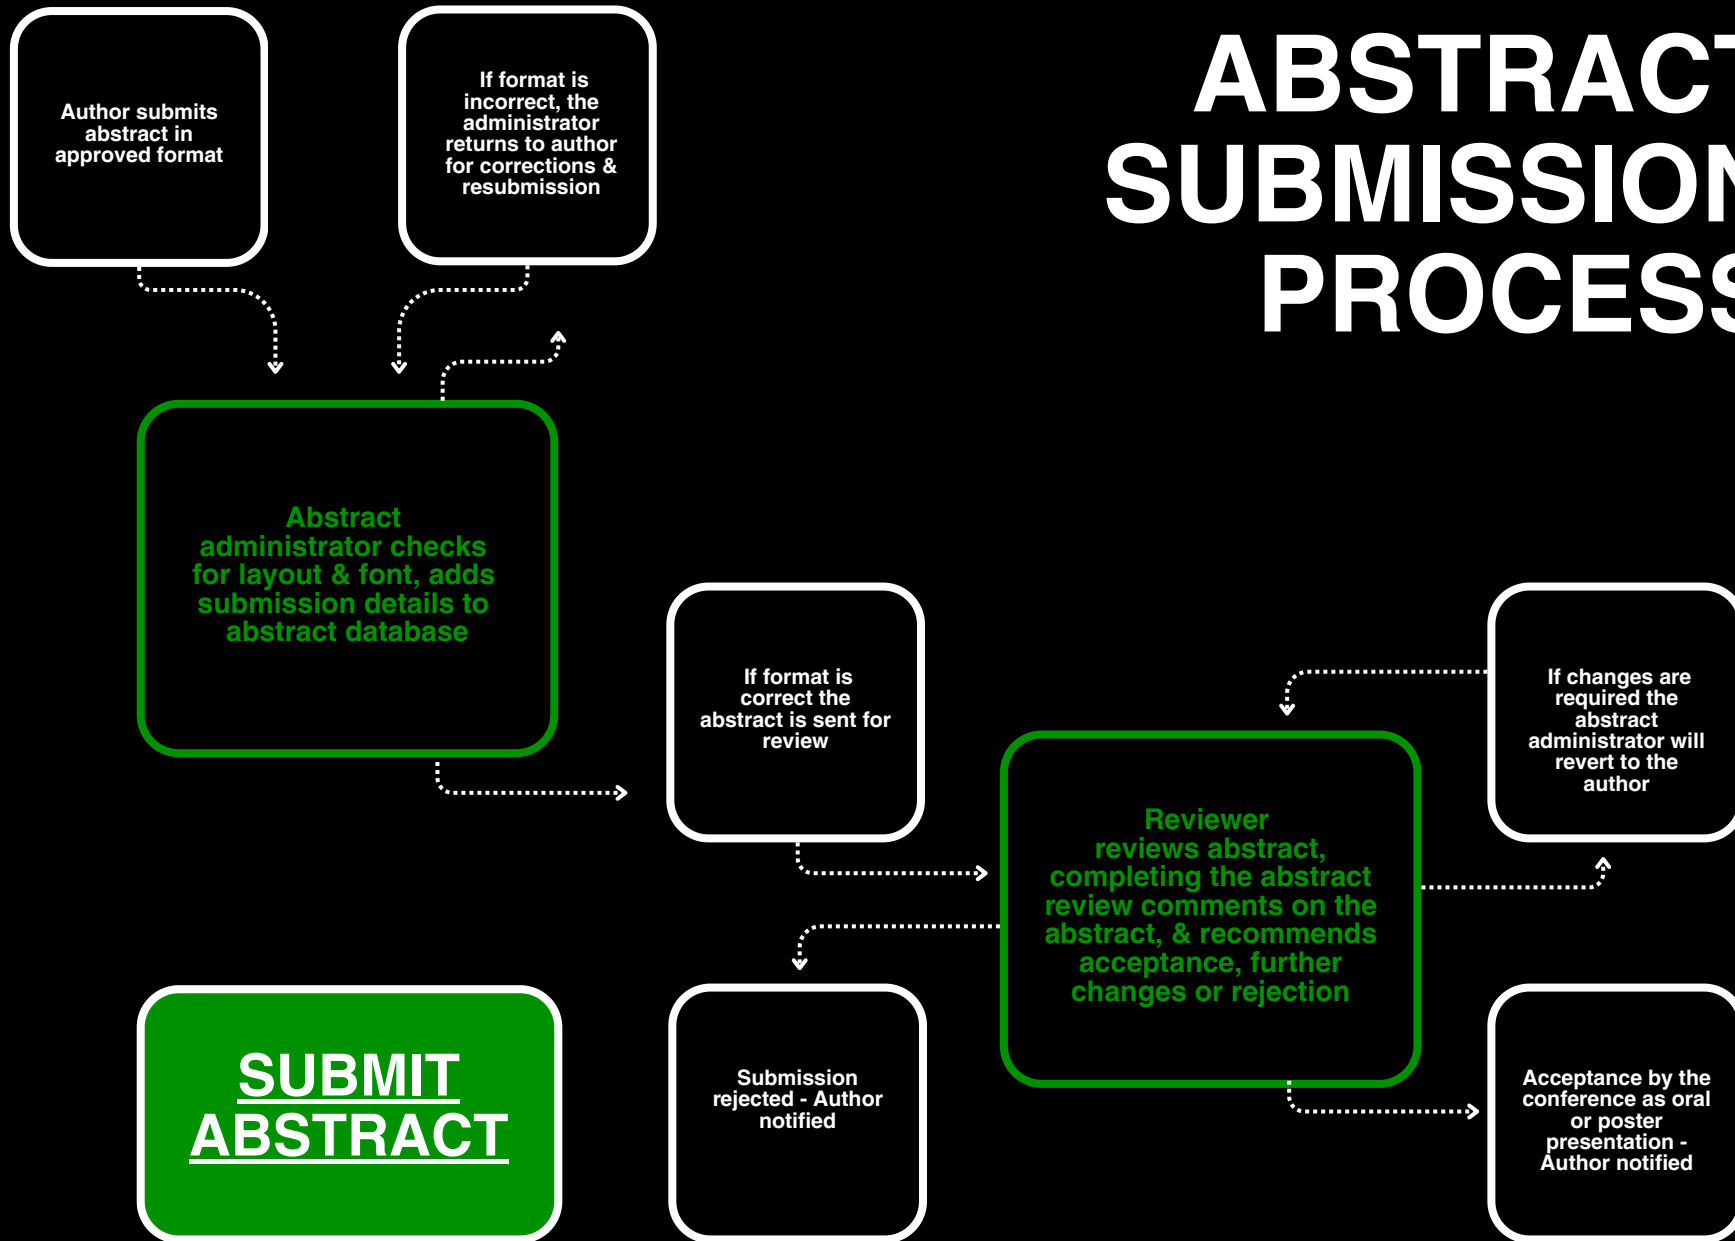 ABSTRACT
SUBMISSION
PROCESS
Author submits
abstract in
approved format
If format is
incorrect, the
administrator
returns to author
for corrections &
resubmission
Abstract
administrator checks
for layout & font, adds
submission details to
abstract database
If format is
correct the
abstract is sent for
review
Reviewer
reviews abstract,
completing the abstract
review comments on the
abstract, & recommends
acceptance, further
changes or rejection
If changes are
required the
abstract
administrator will
revert to the
author
Submission
rejected - Author
notified
Acceptance by the
conference as oral
or poster
presentation -
Author notified
SUBMIT
ABSTRACT